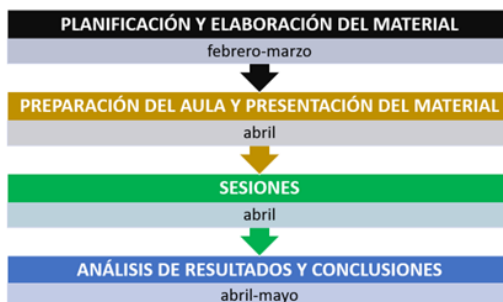 PLANIFICACIÓN Y ELABORACIÓN DEL MATERIAL
febrero-marzo
PREPARACIÓN DEL AULA Y PRESENTACIÓN DEL MATERIAL
abril
SESIONES
abril
ANÁLISIS DE RESULTADOS Y CONCLUSIONES
abril-mayo